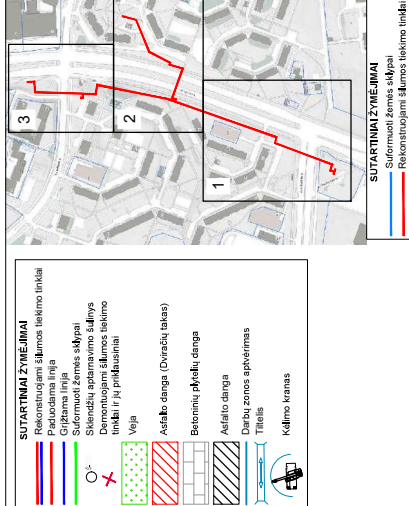 SUTARTINIAI ŽYMĖJIMAI
Rekonstruojami šilumos tiekimo tinklai
Paduodama linija
Grįžtama linija
Suformuoti žemės sklypai
Sklendžių aptarnavimo šulinys
Demontuojami šilumos tiekimo
tinklai ir jų priklausiniai
Veja
Asfalto danga (Dviračių takas)
Betoninių plytelių danga
Asfalto danga
Darbų zonos aptvėrimas
Tiltelis
Kėlimo kranas
3
2
1
SUTARTINIAI ŽYMĖJIMAI
Suformuoti žemės sklypai
Rekonstruojami šilumos tiekimo tinklai